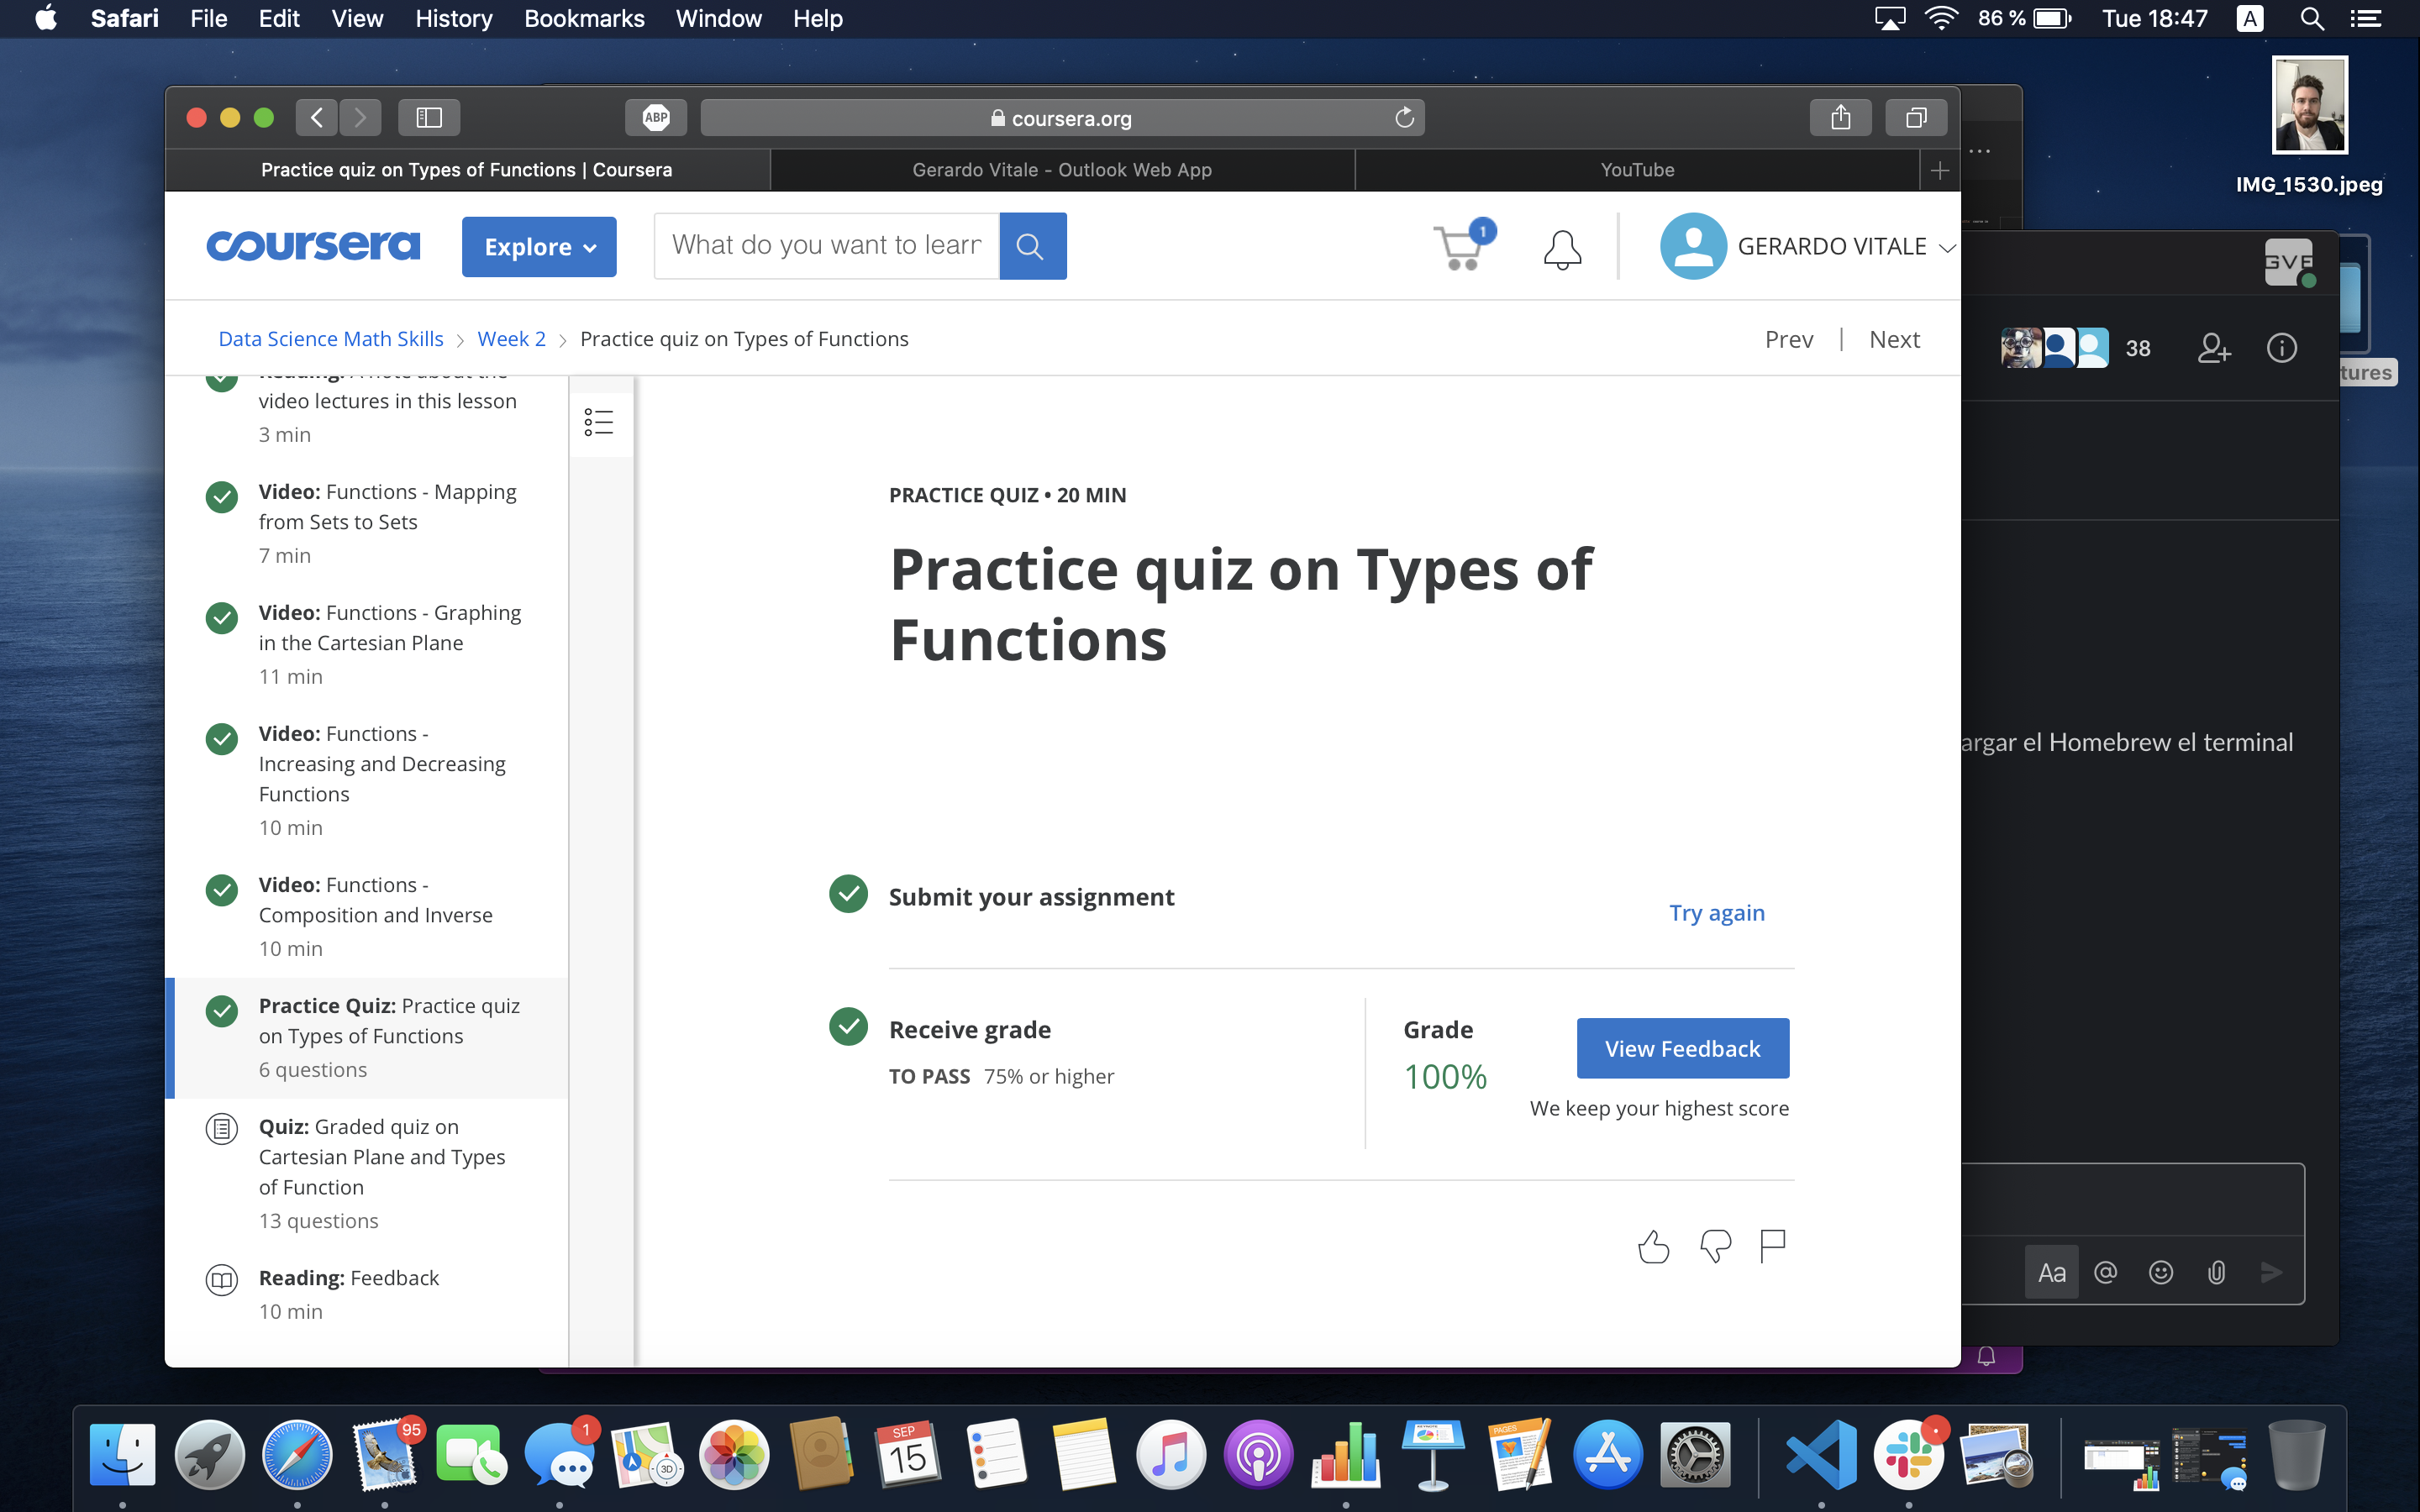 Safari File Edit View History Bookmarks Window Help
86 % Tue 18:47 A
IMG_1530.jpeg
ABP
coursera.org
Practice quiz on Types of Functions | Coursera
Gerardo Vitale - Outlook Web App
YouTube
coursera
Explore
What do you want to learn
1
GERARDO VITALE
Data Science Math Skills
Week 2
Practice quiz on Types of Functions
Prev | Next
video lectures in this lesson
3 min
Video: Functions - Mapping
from Sets to Sets
7 min
Video: Functions - Graphing
in the Cartesian Plane
11 min
Video: Functions -
Increasing and Decreasing
Functions
10 min
Video: Functions -
Composition and Inverse
10 min
Practice Quiz: Practice quiz
on Types of Functions
6 questions
Quiz: Graded quiz on
Cartesian Plane and Types
of Function
13 questions
Reading: Feedback
10 min
PRACTICE QUIZ • 20 MIN
Practice quiz on Types of
Functions
Submit your assignment
Try again
Receive grade
TO PASS 75% or higher
Grade
100%
View Feedback
We keep your highest score
GVE
38
tures
argar el Homebrew el terminal
Aa
95
1
3D
SEP
15
PAGES